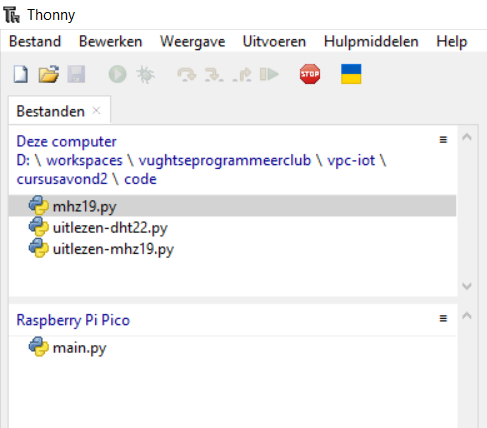 Th Thonny
Bestand Bewerken Weergave Uitvoeren Hulpmiddelen Help
STOP
Bestanden ×
Deze computer ≡
D: \ workspaces \ vughtseprogrammeerclub \ vpc-iot \
cursusavond2 \ code
mhz19.py
uitlezen-dht22.py
uitlezen-mhz19.py
Raspberry Pi Pico ≡
main.py